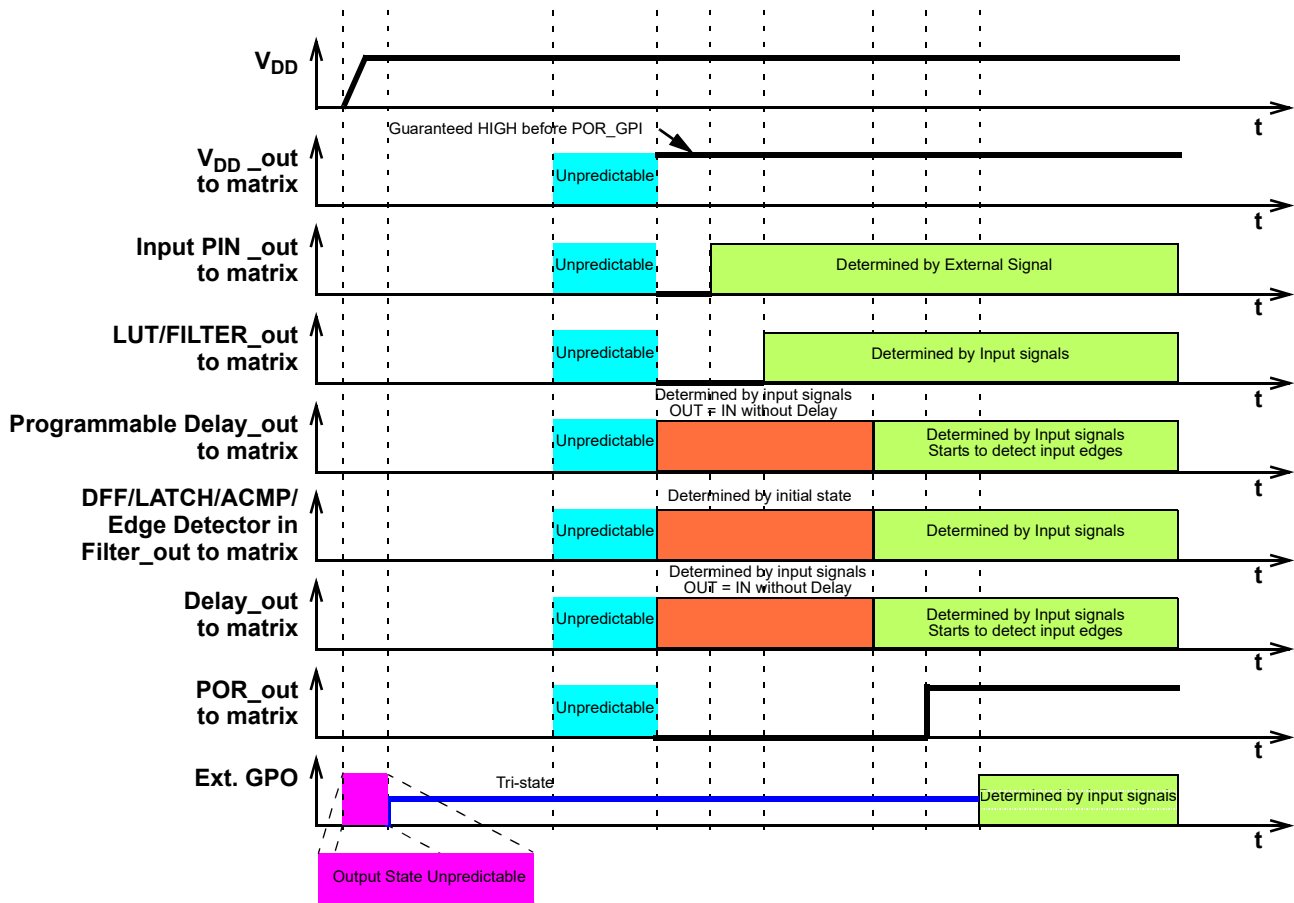 VDD
t
Guaranteed HIGH before POR_GPI
VDD _out
to matrix
Unpredictable
t
Input PIN _out
to matrix
Unpredictable
Determined by External Signal
t
LUT/FILTER_out
to matrix
Unpredictable
Determined by Input signals
t
Determined by input signals
OUT = IN without Delay
Programmable Delay_out
to matrix
Unpredictable
Determined by Input signals
Starts to detect input edges
t
DFF/LATCH/ACMP/
Edge Detector in
Filter_out to matrix
Determined by initial state
Unpredictable
Determined by Input signals
t
Determined by input signals
OUT = IN without Delay
Delay_out
to matrix
Unpredictable
Determined by Input signals
Starts to detect input edges
t
POR_out
to matrix
Unpredictable
t
Ext. GPO
Tri-state
Determined by input signals
t
Output State Unpredictable